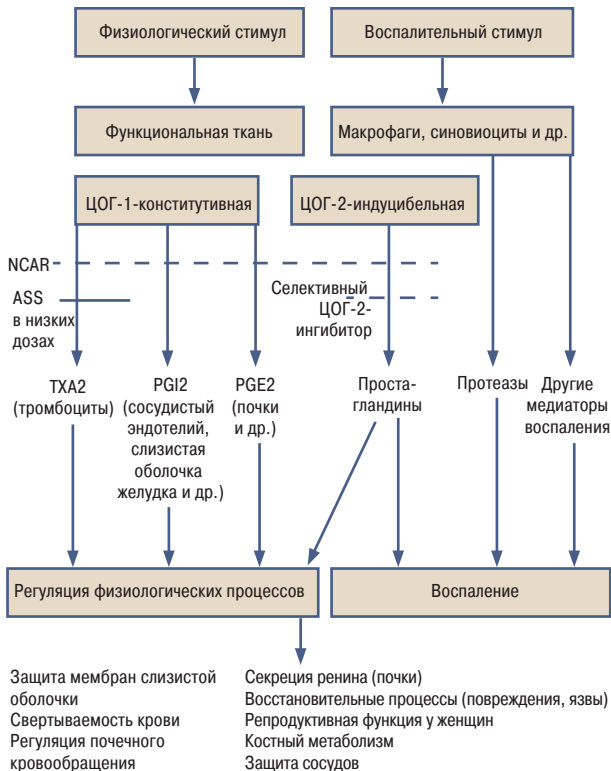 Физиологический стимул
Воспалительный стимул
Функциональная ткань
Макрофаги, синовиоциты и др.
ЦОГ-1-конститутивная
ЦОГ-2-индуцибельная
NCAR
ASS
в низких
дозах
Селективный
ЦОГ-2-
ингибитор
TXA2
(тромбоциты)
PGI2
(сосудистый
эндотелий,
слизистая
оболочка
желудка и др.)
PGE2
(почки
и др.)
Проста-
гландины
Протеазы
Другие
медиаторы
воспаления
Регуляция физиологических процессов
Воспаление
Защита мембран слизистой
оболочки
Свертываемость крови
Регуляция почечного
кровообращения
Секреция ренина (почки)
Восстановительные процессы (повреждения, язвы)
Репродуктивная функция у женщин
Костный метаболизм
Защита сосудов